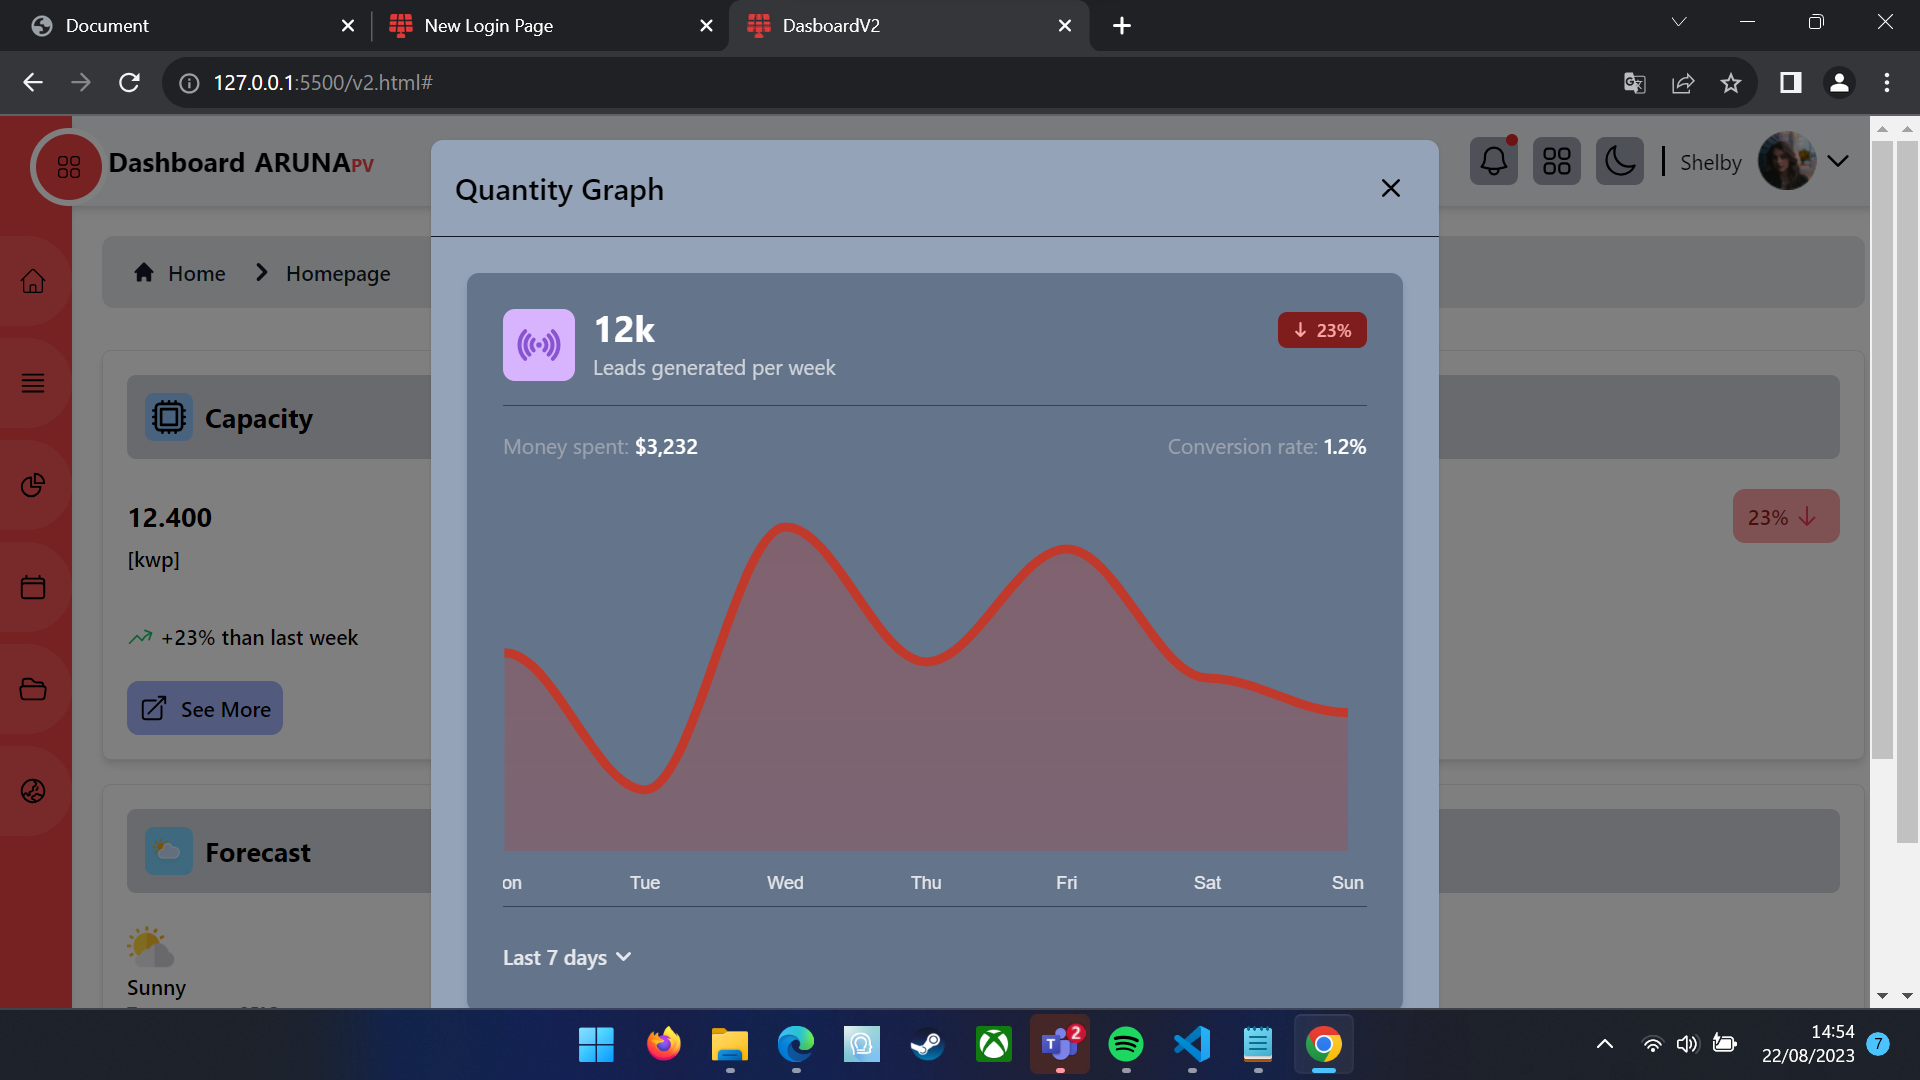 Document
New Login Page
DasboardV2
127.0.0.1:5500/v2.html#
Dashboard ARUNAPV
Shelby
Quantity Graph
Home
Homepage
12k
Leads generated per week
23%
Capacity
Money spent: $3,232
Conversion rate: 1.2%
12.400
[kwp]
23%
+23% than last week
See More
Forecast
on
Tue
Wed
Thu
Fri
Sat
Sun
Last 7 days
Sunny
2
14:54
22/08/2023
7